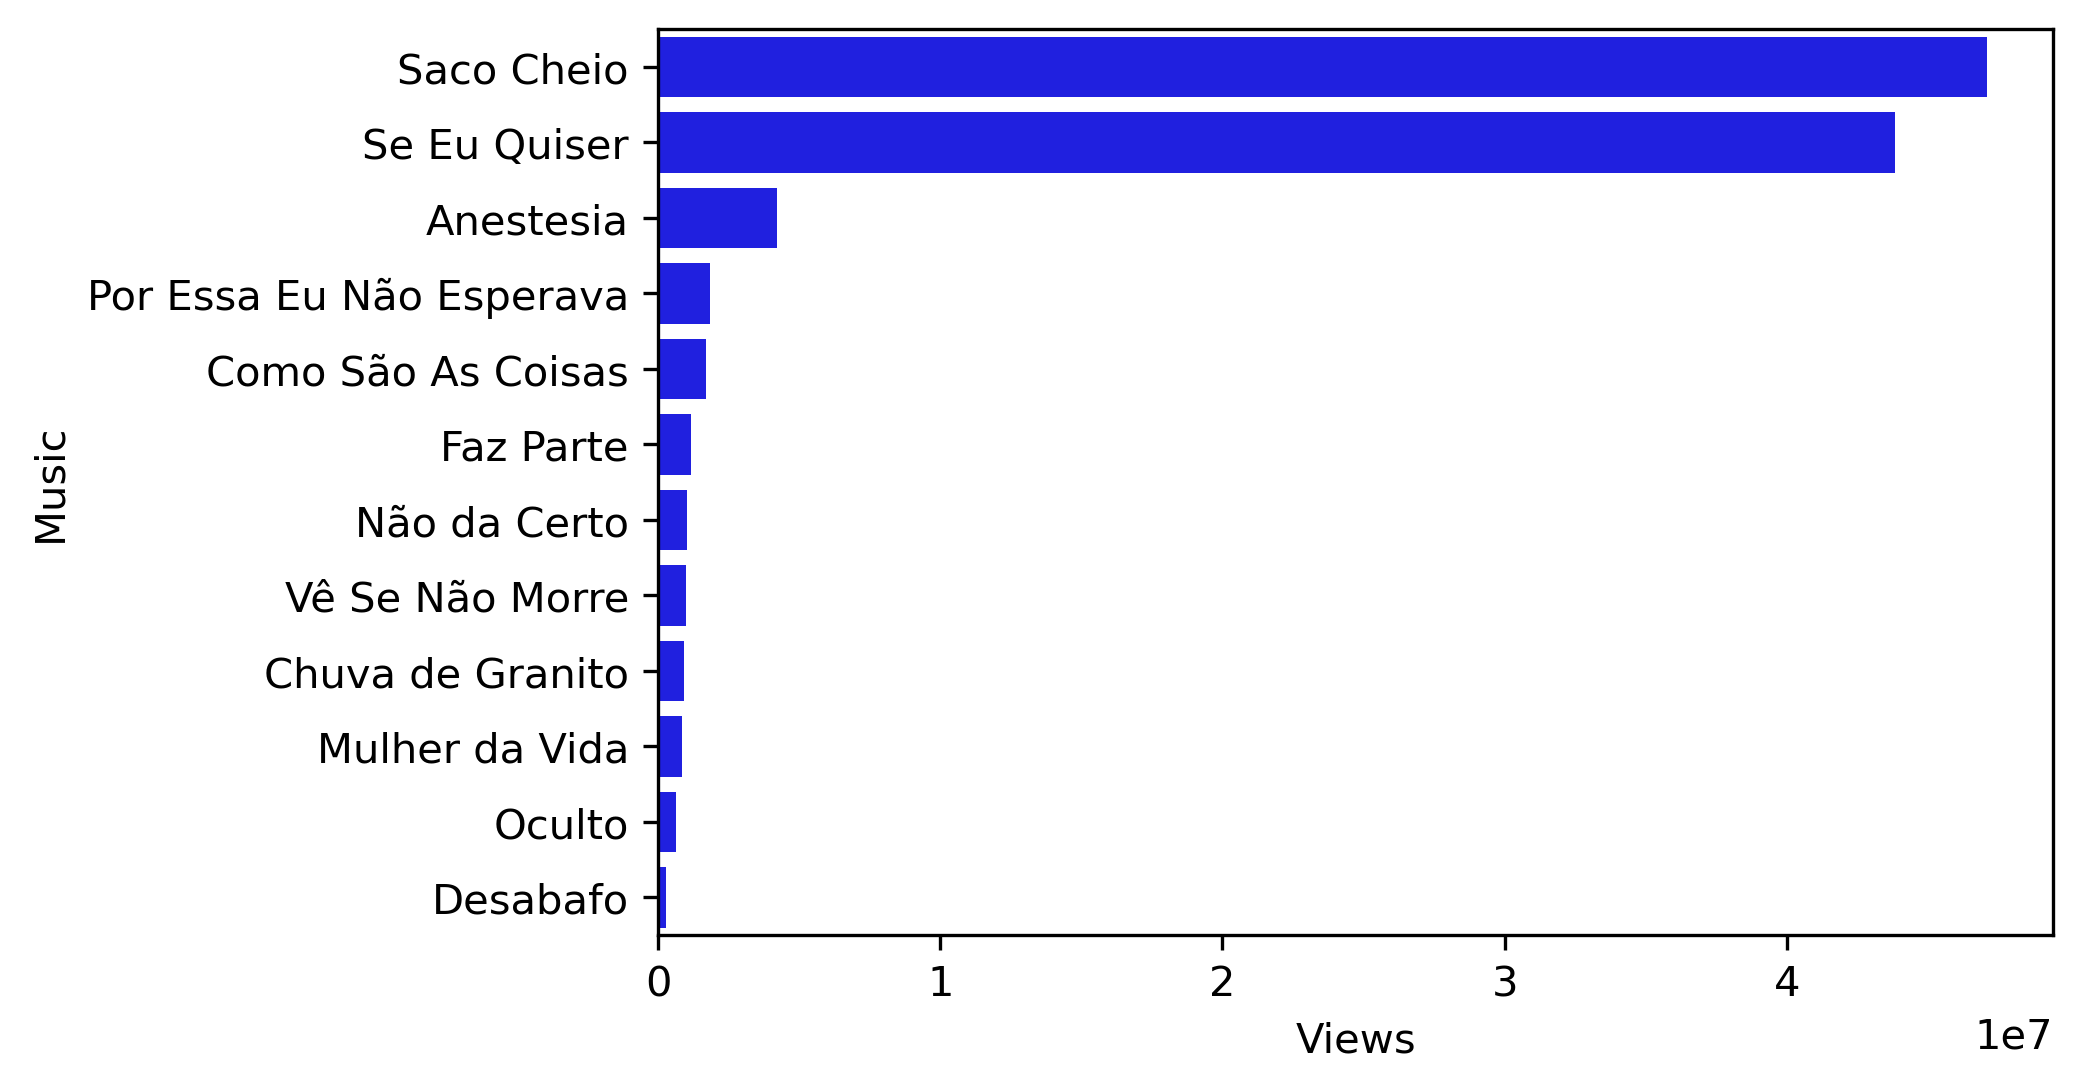 Saco Cheio
Se Eu Quiser
Anestesia
Por Essa Eu Não Esperava
Como São As Coisas
Faz Parte
Não da Certo
Vê Se Não Morre
Chuva de Granito
Mulher da Vida
Oculto
Desabafo
Music
0 1 2 3 4
Views
1e7